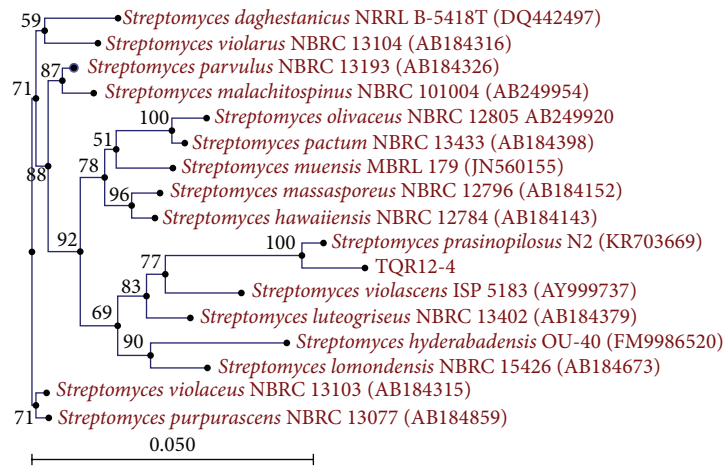 59
Streptomyces daghestanicus NRRL B-5418T (DQ442497)
Streptomyces violarus NBRC 13104 (AB184316)
87
Streptomyces parvulus NBRC 13193 (AB184326)
71
Streptomyces malachitospinus NBRC 101004 (AB249954)
100
Streptomyces olivaceus NBRC 12805 AB249920
51
Streptomyces pactum NBRC 13433 (AB184398)
88
78
Streptomyces muensis MBRL 179 (JN560155)
96
Streptomyces massasporeus NBRC 12796 (AB184152)
Streptomyces hawaiiensis NBRC 12784 (AB184143)
92
100
Streptomyces prasinopilosus N2 (KR703669)
77
TQR12-4
83
Streptomyces violascens ISP 5183 (AY999737)
69
Streptomyces luteogriseus NBRC 13402 (AB184379)
90
Streptomyces hyderabadensis OU-40 (FM9986520)
Streptomyces lomondensis NBRC 15426 (AB184673)
Streptomyces violaceus NBRC 13103 (AB184315)
71
Streptomyces purpurascens NBRC 13077 (AB184859)
0.050